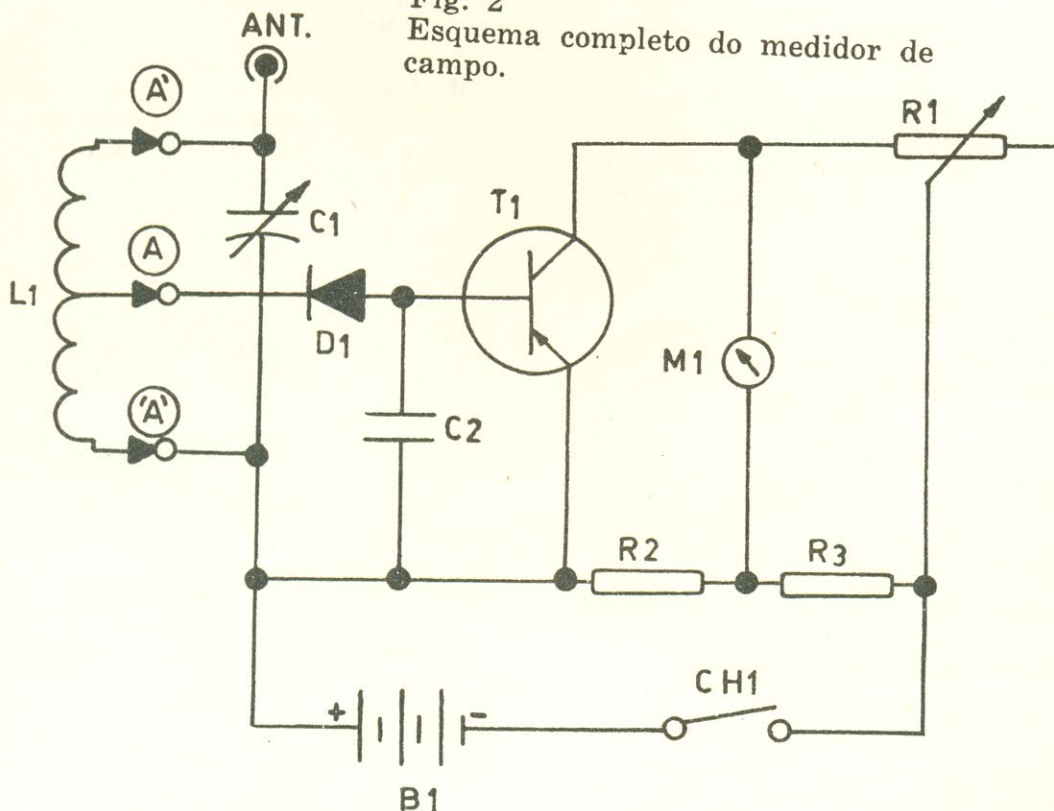 Fig. 2
Esquema completo do medidor de
campo.
ANT.
A'
R1
T1
C1
A
L1
D1
M1
'A'
C2
R2
R3
CH1
+
-
B1